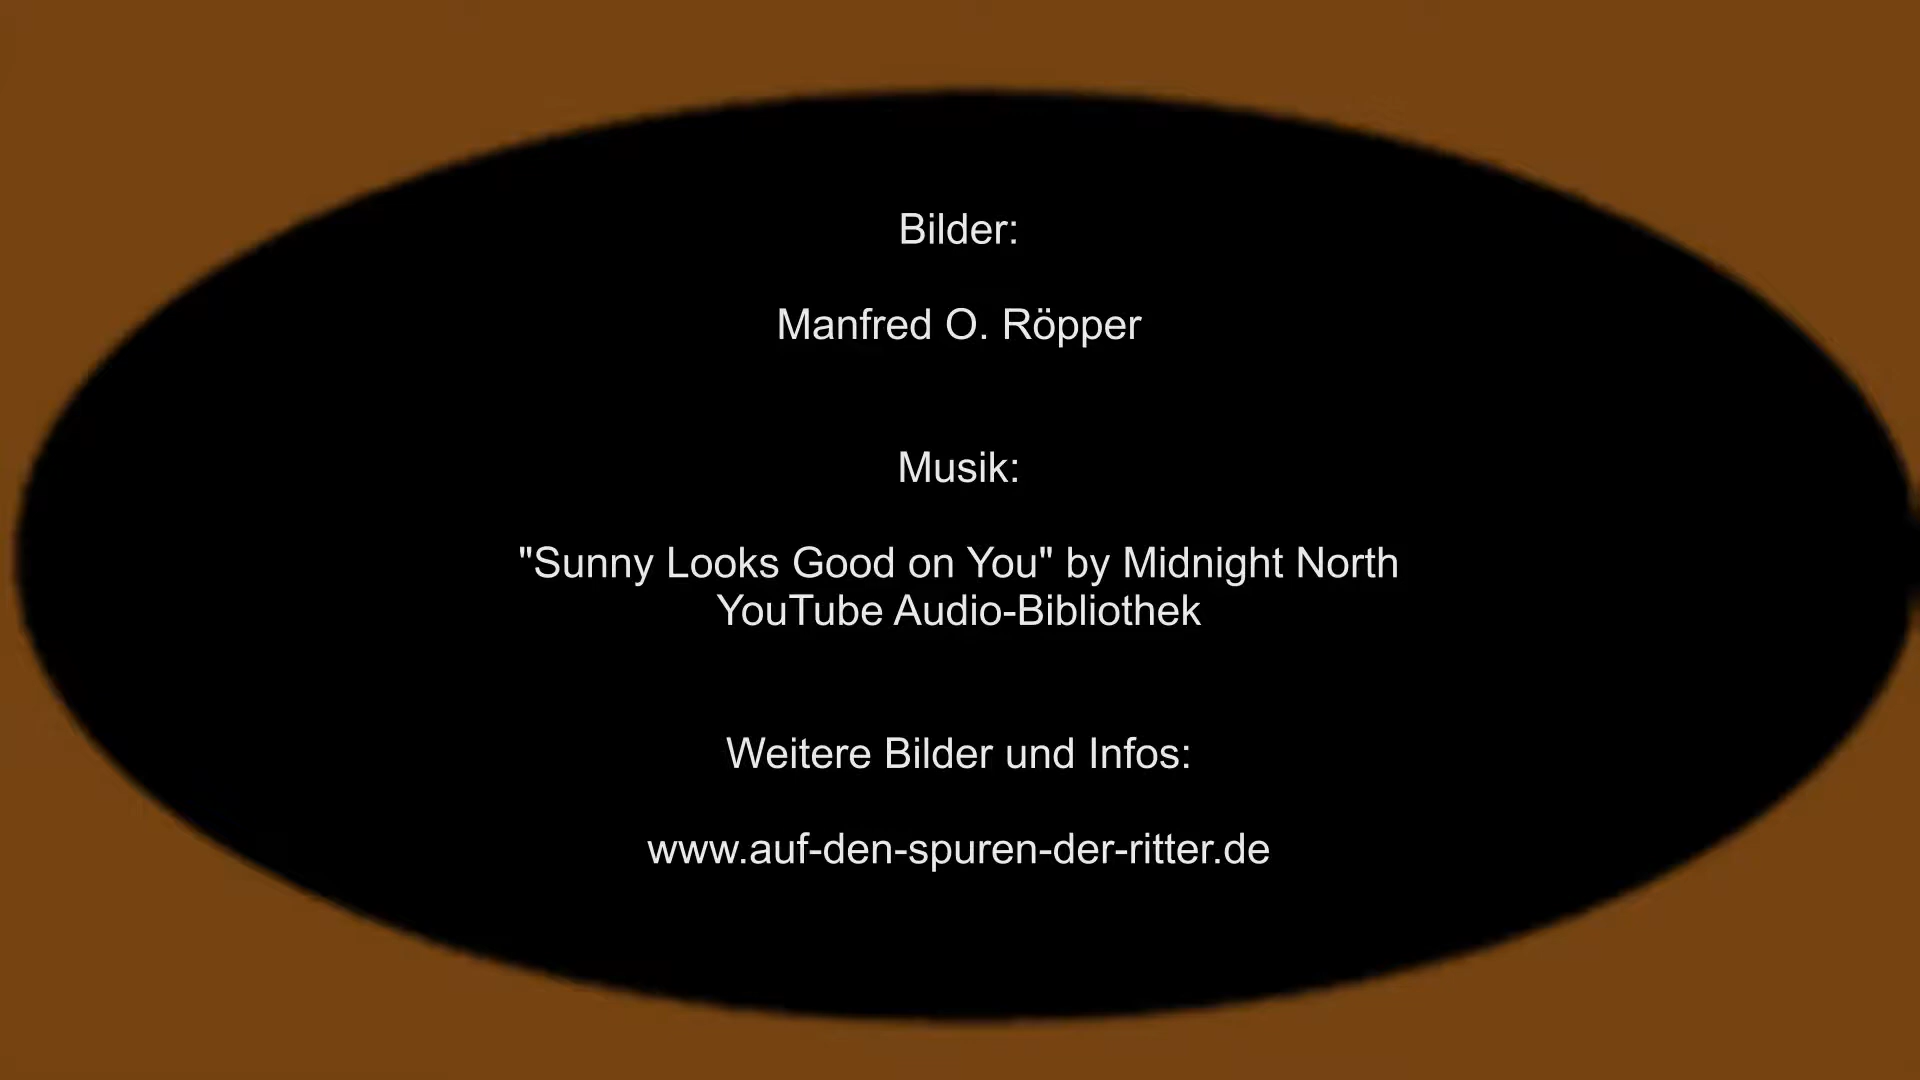 Bilder:
Manfred O. Röpper
Musik:
"Sunny Looks Good on You" by Midnight North
YouTube Audio-Bibliothek
Weitere Bilder und Infos:
www.auf-den-spuren-der-ritter.de